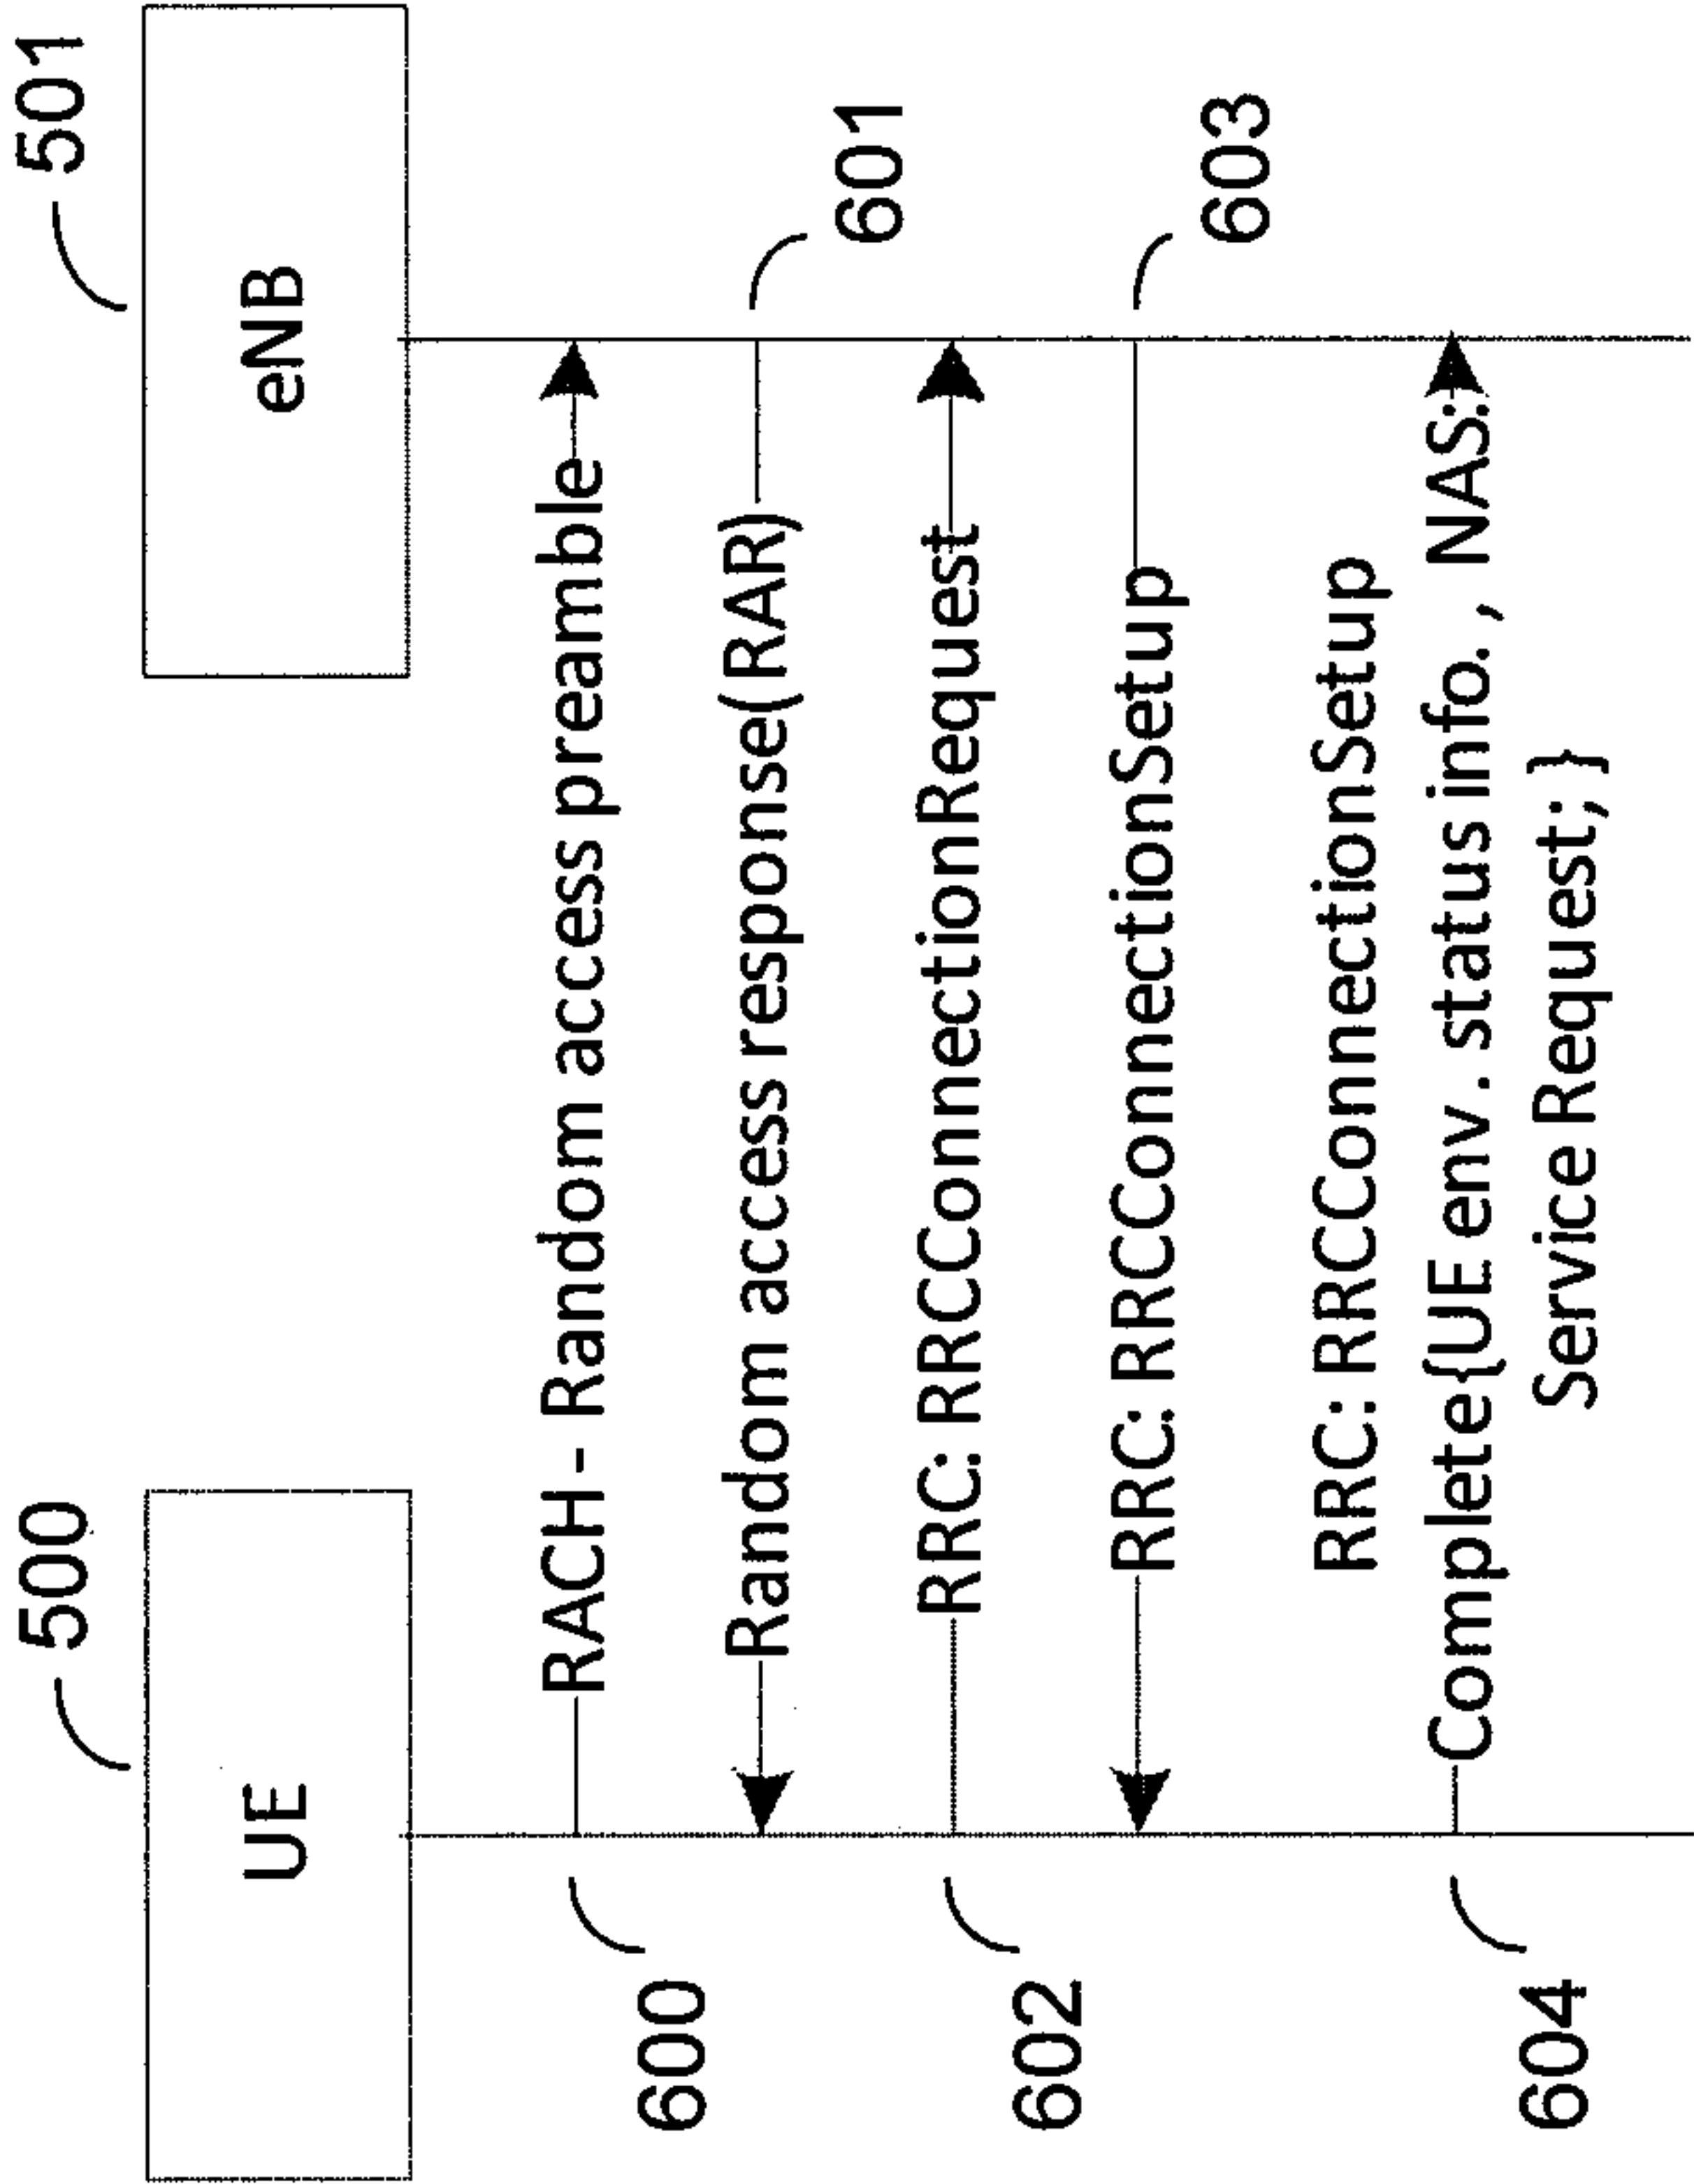 500
501
UE
eNB
RACH - Random access preamble
600
Random access response(RAR)
601
RRC: RRCConnectionRequest
602
RRC: RRCConnectionSetup
603
RRC: RRCConnectionSetup
Complete{UE env. status info. , NAS:
Service Request; }
604